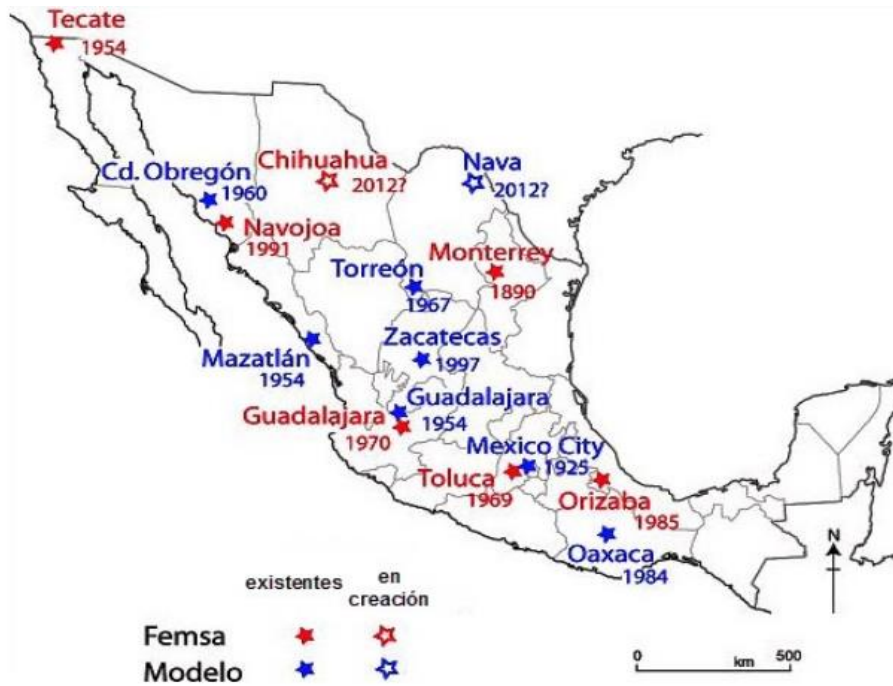 Tecate
1954
Chihuahua
2012?
Nava
2012?
Cd. Obregón
1960
Navojoa
1991
Monterrey
1890
Torreón
1967
Zacatecas
1997
Mazatlán
1954
Guadalajara
1954
Guadalajara
1970
Mexico City
1925
Toluca
1969
Orizaba
1985
Oaxaca
1984
N
existentes
en
creación
Femsa
Modelo
0 500
km